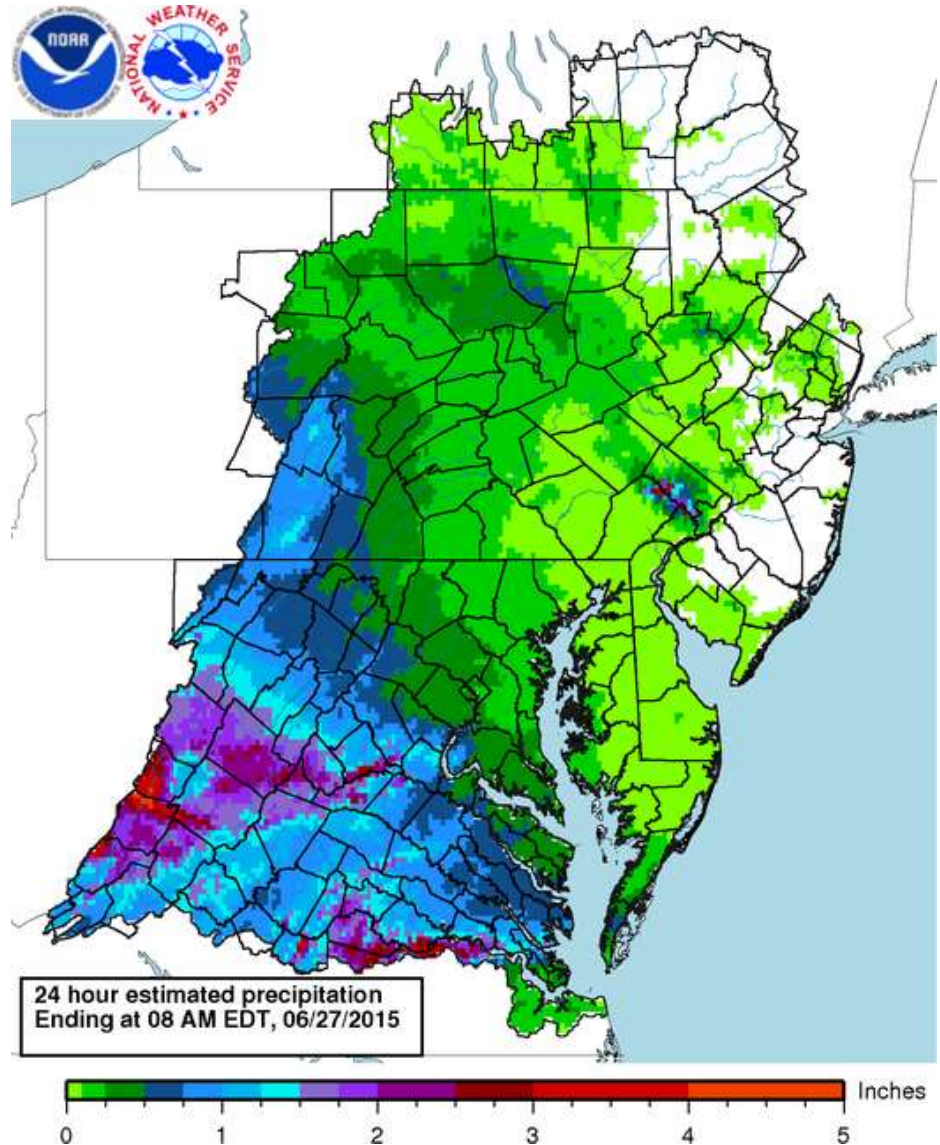 NOAA
NATIONAL WEATHER SERVICE
24 hour estimated precipitation
Ending at 08 AM EDT, 06/27/2015
Inches
0 1 2 3 4 5